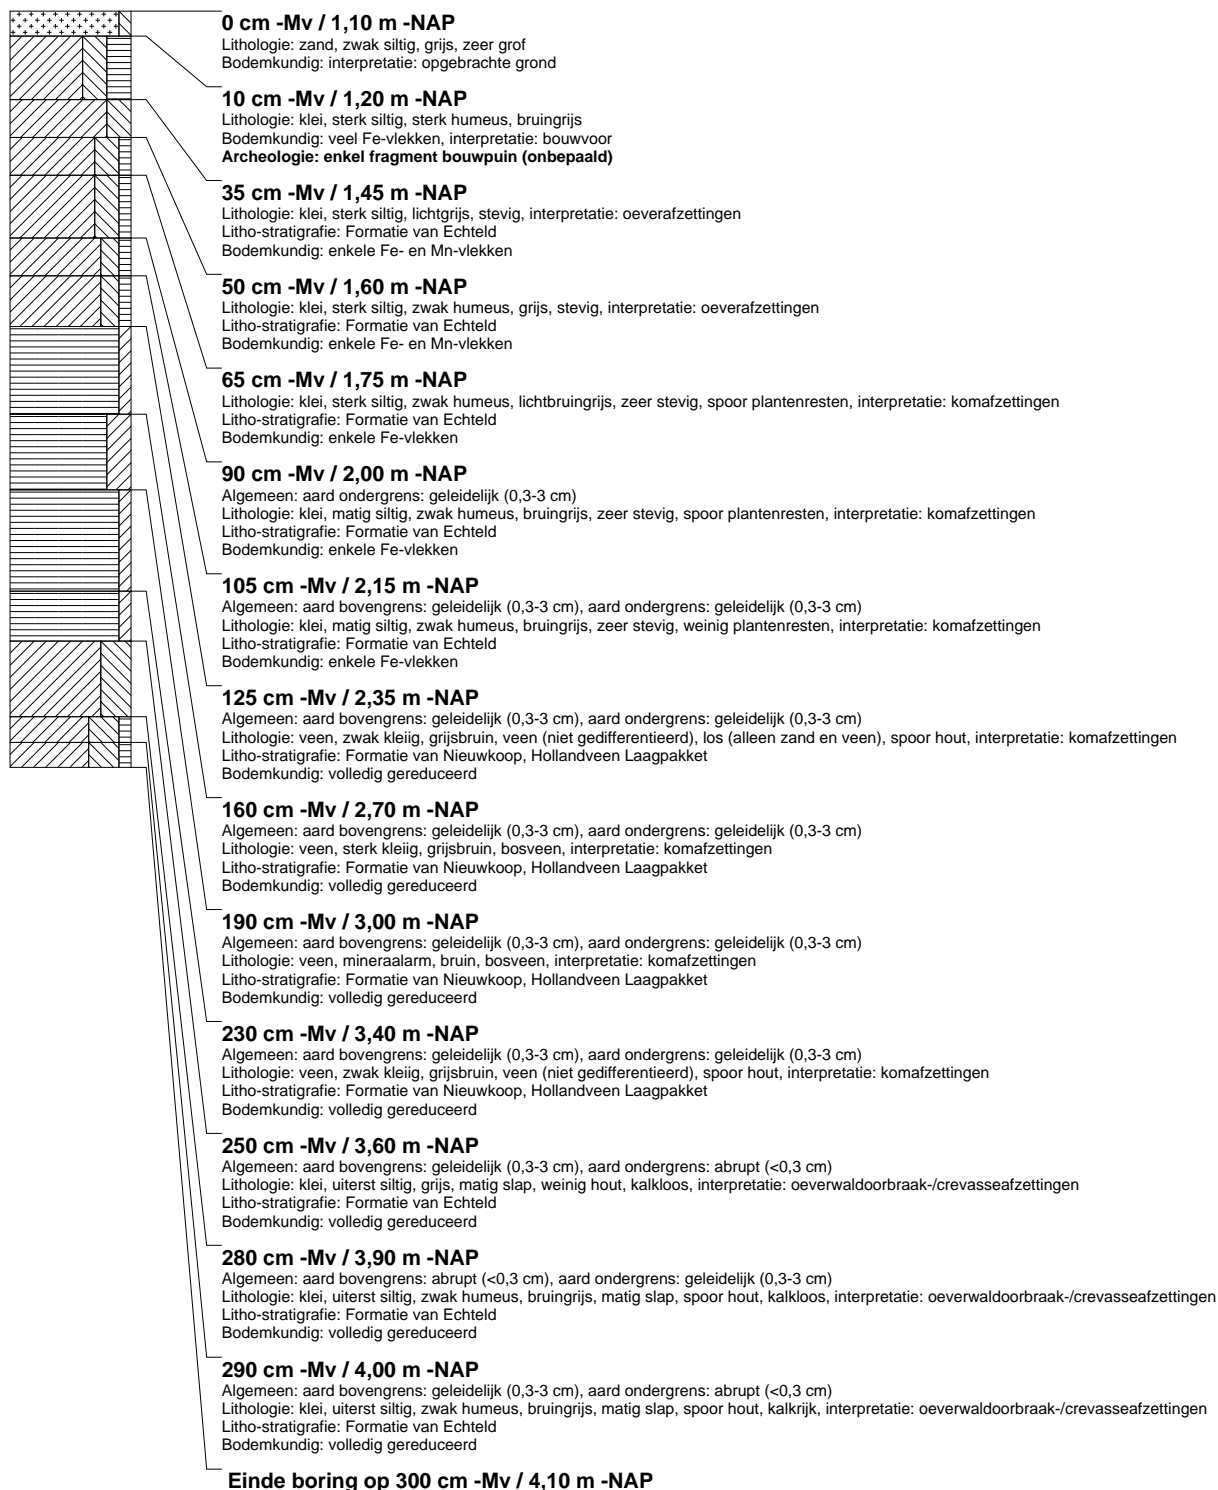 0 cm -Mv / 1,10 m -NAP
Lithologie: zand, zwak siltig, grijs, zeer grof
Bodemkundig: interpretatie: opgebrachte grond
10 cm -Mv / 1,20 m -NAP
Lithologie: klei, sterk siltig, sterk humeus, bruingrijs
Bodemkundig: veel Fe-vlekken, interpretatie: bouwvoor
Archeologie: enkel fragment bouwpuin (onbepaald)
35 cm -Mv / 1,45 m -NAP
Lithologie: klei, sterk siltig, lichtgrijs, stevig, interpretatie: oeverafzettingen
Litho-stratigrafie: Formatie van Echteld
Bodemkundig: enkele Fe- en Mn-vlekken
50 cm -Mv / 1,60 m -NAP
Lithologie: klei, sterk siltig, zwak humeus, grijs, stevig, interpretatie: oeverafzettingen
Litho-stratigrafie: Formatie van Echteld
Bodemkundig: enkele Fe- en Mn-vlekken
65 cm -Mv / 1,75 m -NAP
Lithologie: klei, sterk siltig, zwak humeus, lichtbruingrijs, zeer stevig, spoor plantenresten, interpretatie: komafzettingen
Litho-stratigrafie: Formatie van Echteld
Bodemkundig: enkele Fe-vlekken
90 cm -Mv / 2,00 m -NAP
Algemeen: aard ondergrens: geleidelijk (0,3-3 cm)
Lithologie: klei, matig siltig, zwak humeus, bruingrijs, zeer stevig, spoor plantenresten, interpretatie: komafzettingen
Litho-stratigrafie: Formatie van Echteld
Bodemkundig: enkele Fe-vlekken
105 cm -Mv / 2,15 m -NAP
Algemeen: aard bovengrens: geleidelijk (0,3-3 cm), aard ondergrens: geleidelijk (0,3-3 cm)
Lithologie: klei, matig siltig, zwak humeus, bruingrijs, zeer stevig, weinig plantenresten, interpretatie: komafzettingen
Litho-stratigrafie: Formatie van Echteld
Bodemkundig: enkele Fe-vlekken
125 cm -Mv / 2,35 m -NAP
Algemeen: aard bovengrens: geleidelijk (0,3-3 cm), aard ondergrens: geleidelijk (0,3-3 cm)
Lithologie: veen, zwak kleiig, grijsbruin, veen (niet gedifferentieerd), los (alleen zand en veen), spoor hout, interpretatie: komafzettingen
Litho-stratigrafie: Formatie van Nieuwkoop, Hollandveen Laagpakket
Bodemkundig: volledig gereduceerd
160 cm -Mv / 2,70 m -NAP
Algemeen: aard bovengrens: geleidelijk (0,3-3 cm), aard ondergrens: geleidelijk (0,3-3 cm)
Lithologie: veen, sterk kleiig, grijsbruin, bosveen, interpretatie: komafzettingen
Litho-stratigrafie: Formatie van Nieuwkoop, Hollandveen Laagpakket
Bodemkundig: volledig gereduceerd
190 cm -Mv / 3,00 m -NAP
Algemeen: aard bovengrens: geleidelijk (0,3-3 cm), aard ondergrens: geleidelijk (0,3-3 cm)
Lithologie: veen, mineraalarm, bruin, bosveen, interpretatie: komafzettingen
Litho-stratigrafie: Formatie van Nieuwkoop, Hollandveen Laagpakket
Bodemkundig: volledig gereduceerd
230 cm -Mv / 3,40 m -NAP
Algemeen: aard bovengrens: geleidelijk (0,3-3 cm), aard ondergrens: geleidelijk (0,3-3 cm)
Lithologie: veen, zwak kleiig, grijsbruin, veen (niet gedifferentieerd), spoor hout, interpretatie: komafzettingen
Litho-stratigrafie: Formatie van Nieuwkoop, Hollandveen Laagpakket
Bodemkundig: volledig gereduceerd
250 cm -Mv / 3,60 m -NAP
Algemeen: aard bovengrens: geleidelijk (0,3-3 cm), aard ondergrens: abrupt (<0,3 cm)
Lithologie: klei, uiterst siltig, grijs, matig slap, weinig hout, kalkloos, interpretatie: oeverwaldoorbraak-/crevasseafzettingen
Litho-stratigrafie: Formatie van Echteld
Bodemkundig: volledig gereduceerd
280 cm -Mv / 3,90 m -NAP
Algemeen: aard bovengrens: abrupt (<0,3 cm), aard ondergrens: geleidelijk (0,3-3 cm)
Lithologie: klei, uiterst siltig, zwak humeus, bruingrijs, matig slap, spoor hout, kalkloos, interpretatie: oeverwaldoorbraak-/crevasseafzettingen
Litho-stratigrafie: Formatie van Echteld
Bodemkundig: volledig gereduceerd
290 cm -Mv / 4,00 m -NAP
Algemeen: aard bovengrens: geleidelijk (0,3-3 cm), aard ondergrens: abrupt (<0,3 cm)
Lithologie: klei, uiterst siltig, zwak humeus, bruingrijs, matig slap, spoor hout, kalkrijk, interpretatie: oeverwaldoorbraak-/crevasseafzettingen
Litho-stratigrafie: Formatie van Echteld
Bodemkundig: volledig gereduceerd
Einde boring op 300 cm -Mv / 4,10 m -NAP